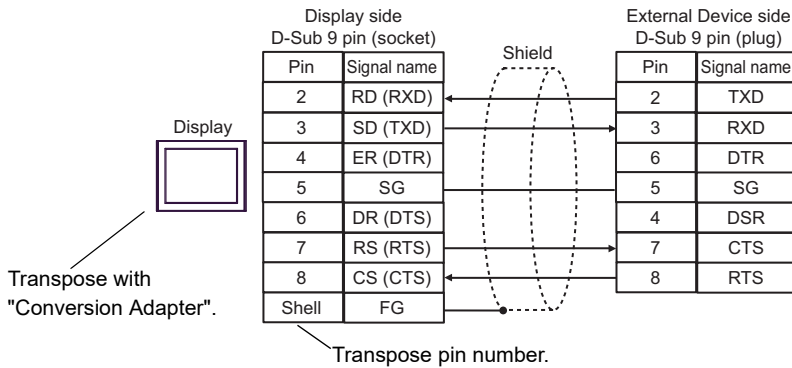 Display side
D-Sub 9 pin (socket)
External Device side
D-Sub 9 pin (plug)
Shield
Pin Signal name
Pin Signal name
2 RD (RXD) 2 TXD
Display
3 SD (TXD) 3 RXD
4 ER (DTR) 6 DTR
5 SG 5 SG
6 DR (DTS) 4 DSR
7 RS (RTS) 7 CTS
8 CS (CTS) 8 RTS
Shell FG
Transpose with
"Conversion Adapter".
Transpose pin number.